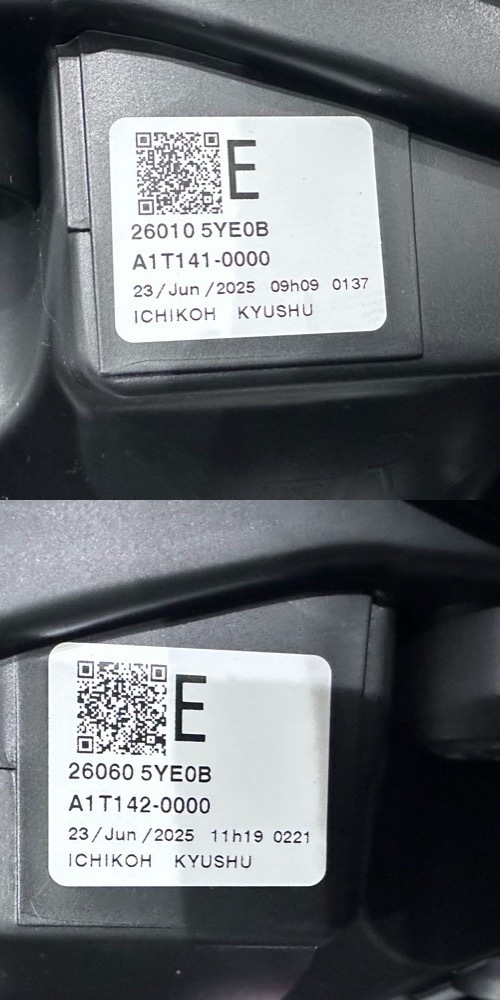 E
26010 5YE0B
A1T141-0000
23/Jun/2025 09h09 0137
ICHIKOH KYUSHU
E
26060 5YE0B
A1T142-0000
23/Jun/2025 11h19 0221
ICHIKOH KYUSHU